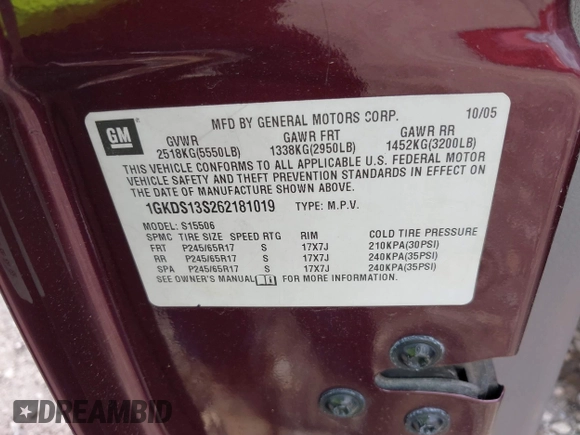 GM
MFD BY GENERAL MOTORS CORP. 10/05
GVWR GAWR FRT GAWR RR
2518KG(5550LB) 1338KG(2950LB) 1452KG(3200LB)
THIS VEHICLE CONFORMS TO ALL APPLICABLE U.S. FEDERAL MOTOR
VEHICLE SAFETY AND THEFT PREVENTION STANDARDS IN EFFECT ON
THE DATE OF MANUFACTURE SHOWN ABOVE.
1GKDS13S262181019 TYPE: M.P.V.
MODEL: S15506
SPMC TIRE SIZE SPEED RTG RIM COLD TIRE PRESSURE
FRT P245/65R17 S 17X7J 210KPA(30PSI)
RR P245/65R17 S 17X7J 240KPA(35PSI)
SPA P245/65R17 S 17X7J 240KPA(35PSI)
SEE OWNER'S MANUAL FOR MORE INFORMATION.
DREAMBID